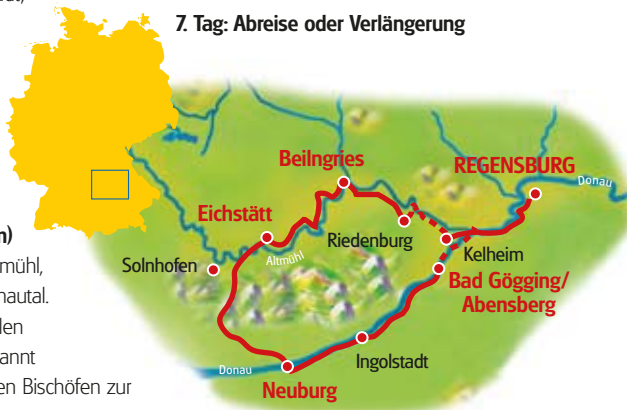 7. Tag: Abreise oder Verlängerung
Beilngries
REGENSBURG
Donau
Eichstätt
Riedenburg
Kelheim
Solnhofen
Altmühl
Bad Gögging/
Abensberg
Ingolstadt
Donau
Neuburg
n)
mühl,
nautal.
den
annt
en Bischöfen zur